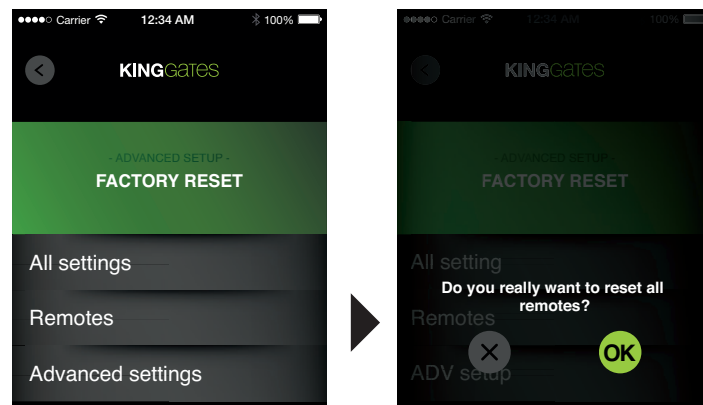 Carrier 12:34 AM 100%
KINGGATES
- ADVANCED SETUP -
FACTORY RESET
All settings
Remotes
Advanced settings
Carrier 12:34 AM 100%
KINGGATES
- ADVANCED SETUP -
FACTORY RESET
All setting
Do you really want to reset all
remotes?
Remotes
OK
ADV setup